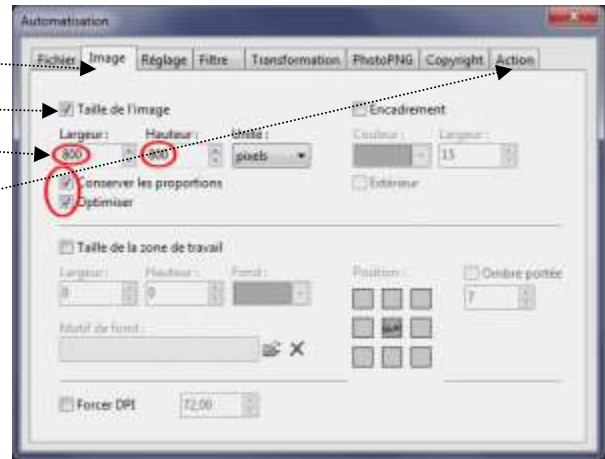 Automatisation
Fichier Image Réglage Filtre Transformation PhotoPNG Copyright Action
Taille de l'image Encadrement
Largeur : Hauteur : Unité : Couleur : Largeur :
800 800 pixels 15
Conserver les proportions Extérieur
Optimiser
Taille de la zone de travail
Largeur : Hauteur : Fond : Position : Ombre portée
0 0 7
Motif de fond :
Forcer DPI 72,00